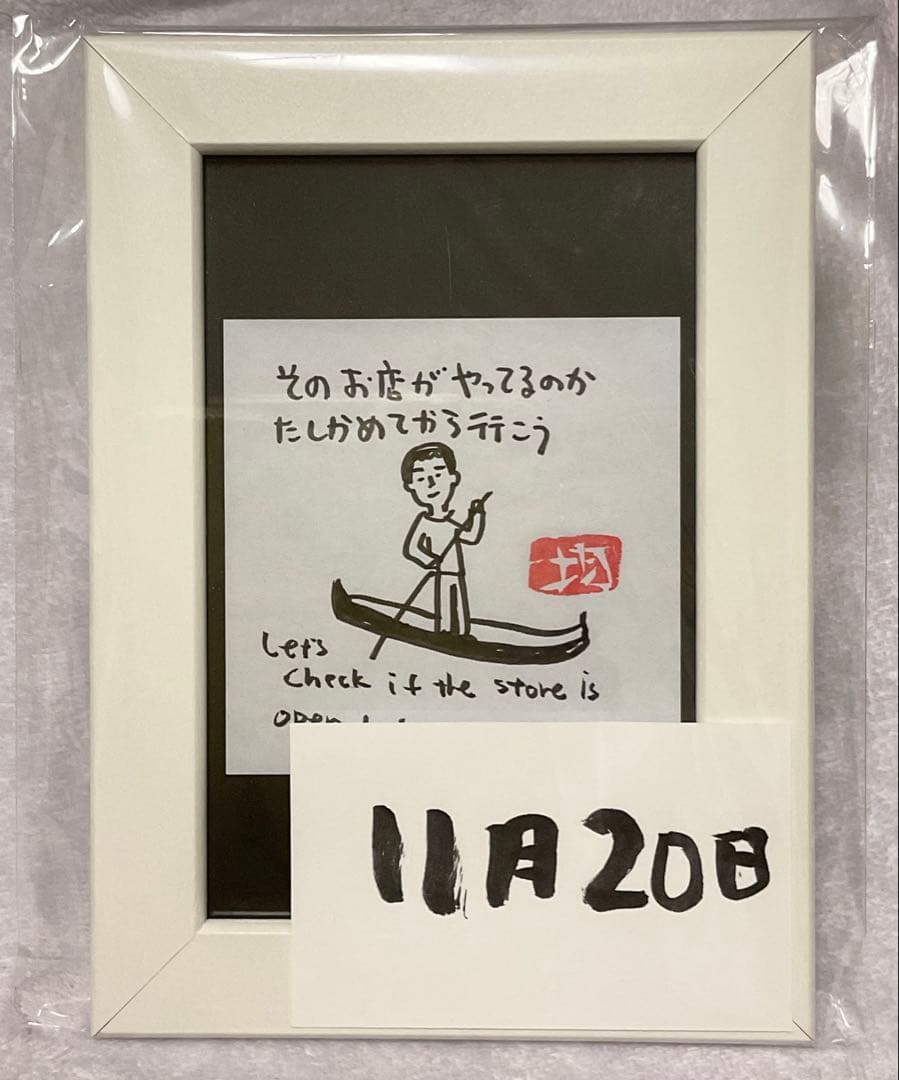 そのお店がやってるのか
たしかめてから行こう
Let's
check if the store is
open
11月20日